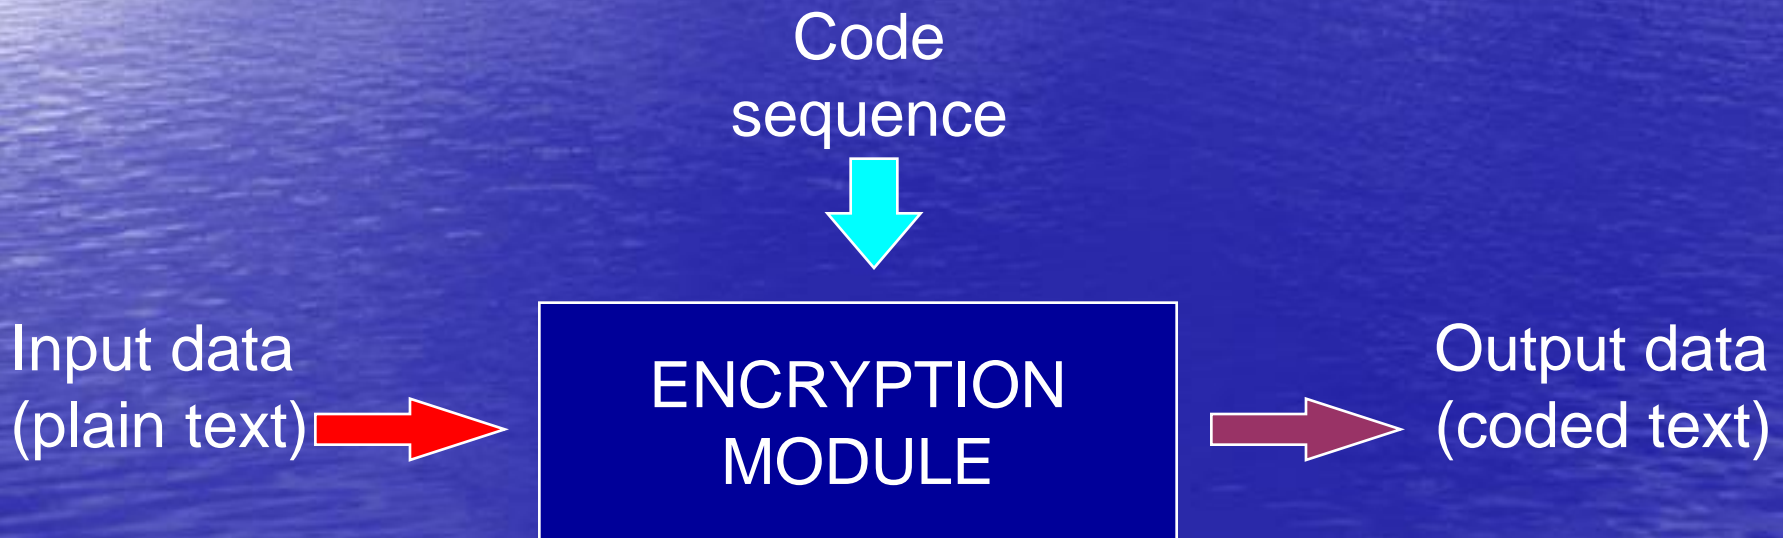 Code
sequence
Input data
(plain text)
ENCRYPTION
MODULE
Output data
(coded text)